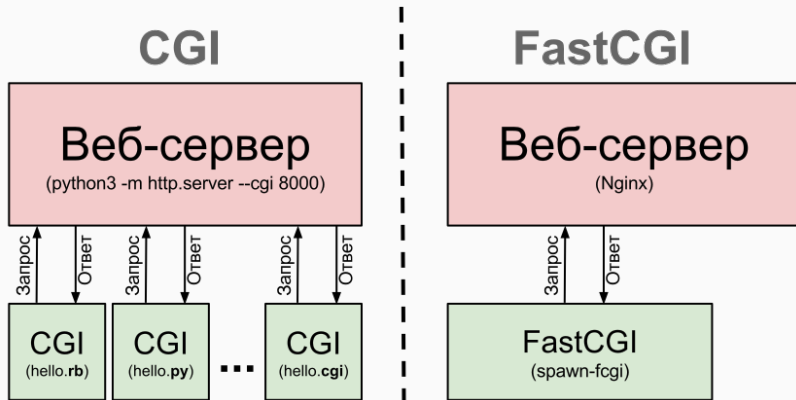 CGI
FastCGI
Веб-сервер
(python3 -m http.server --cgi 8000)
Веб-сервер
(Nginx)
Запрос
Ответ
Запрос
Ответ
Запрос
Ответ
Запрос
Ответ
CGI
(hello.rb)
CGI
(hello.py)
...
CGI
(hello.cgi)
FastCGI
(spawn-fcgi)